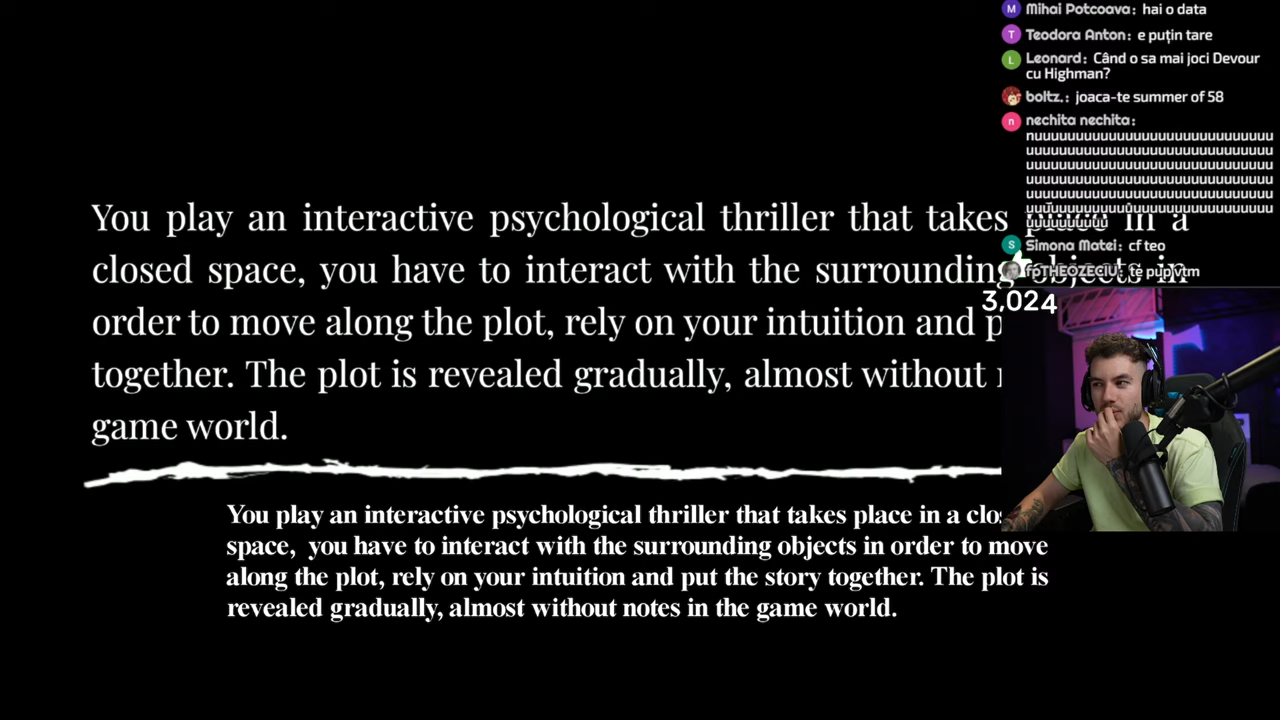 Mihai Potcoava: hai o data
Teodora Anton: e puțin tare
Leonard: Când o sa mai joci Devour
cu Highman?
boltz.: joaca-te summer of 58
nechita nechita:
Simona Matei: cf teo
fpTHEOZECIU: te pup vtm
3,024
You play an interactive psychological thriller that takes place in a
closed space, you have to interact with the surrounding objects in
order to move along the plot, rely on your intuition and
together. The plot is revealed gradually, almost without
game world.
You play an interactive psychological thriller that takes place in a
space, you have to interact with the surrounding objects in order to move
along the plot, rely on your intuition and put the story together. The plot is
revealed gradually, almost without notes in the game world.